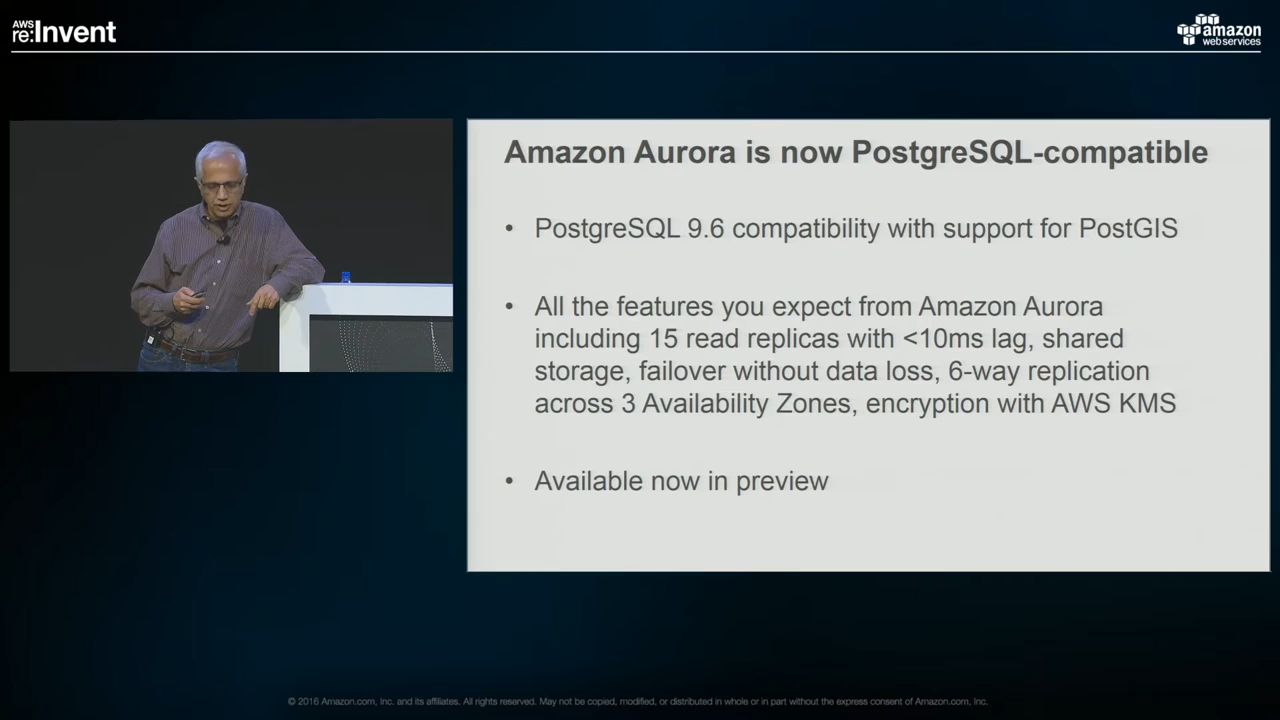 AWS
re:Invent
amazon
webservices
Amazon Aurora is now PostgreSQL-compatible
• PostgreSQL 9.6 compatibility with support for PostGIS
• All the features you expect from Amazon Aurora
including 15 read replicas with <10ms lag, shared
storage, failover without data loss, 6-way replication
across 3 Availability Zones, encryption with AWS KMS
• Available now in preview
© 2016 Amazon.com, Inc. and its affiliates. All rights reserved. May not be copied, modified, or distributed in whole or in part without the express consent of Amazon.com, Inc.